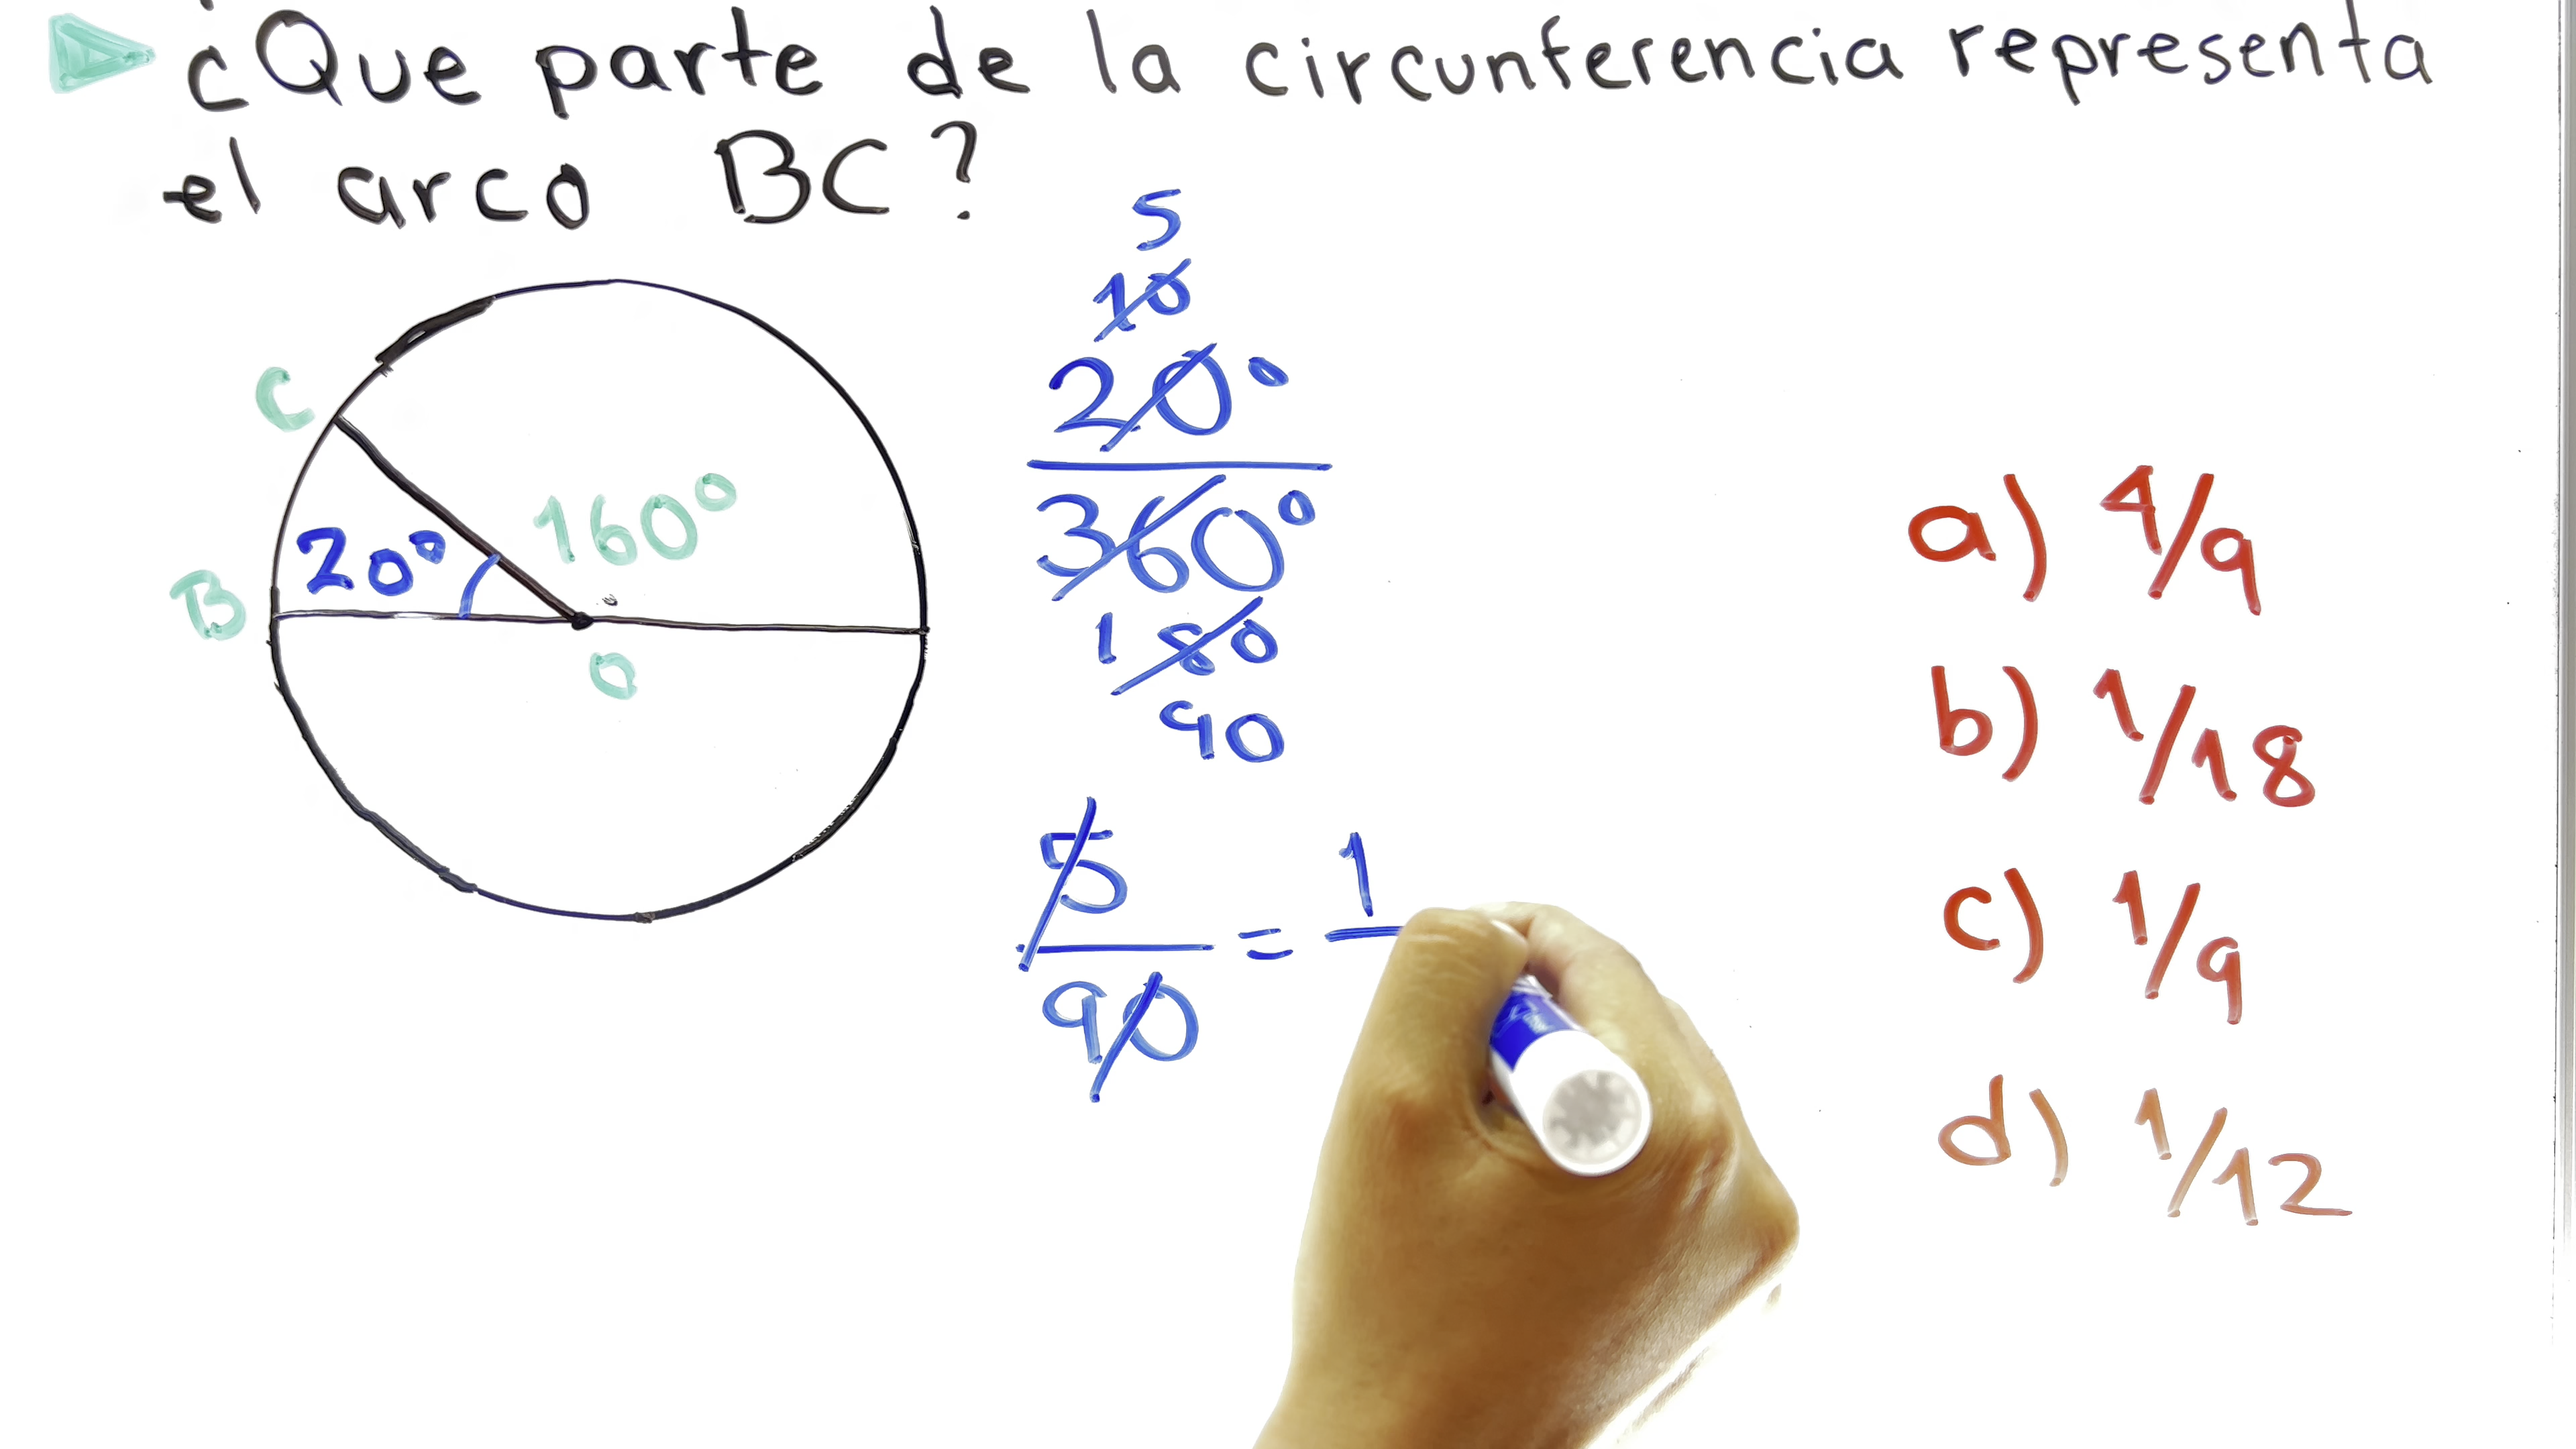 ¿Que parte de la circunferencia representa
el arco BC?
5
10
20°
360°
180
90
C
160°
20°
B
O
5/90 = 1
a) 4/9
b) 1/18
c) 1/9
d) 1/12